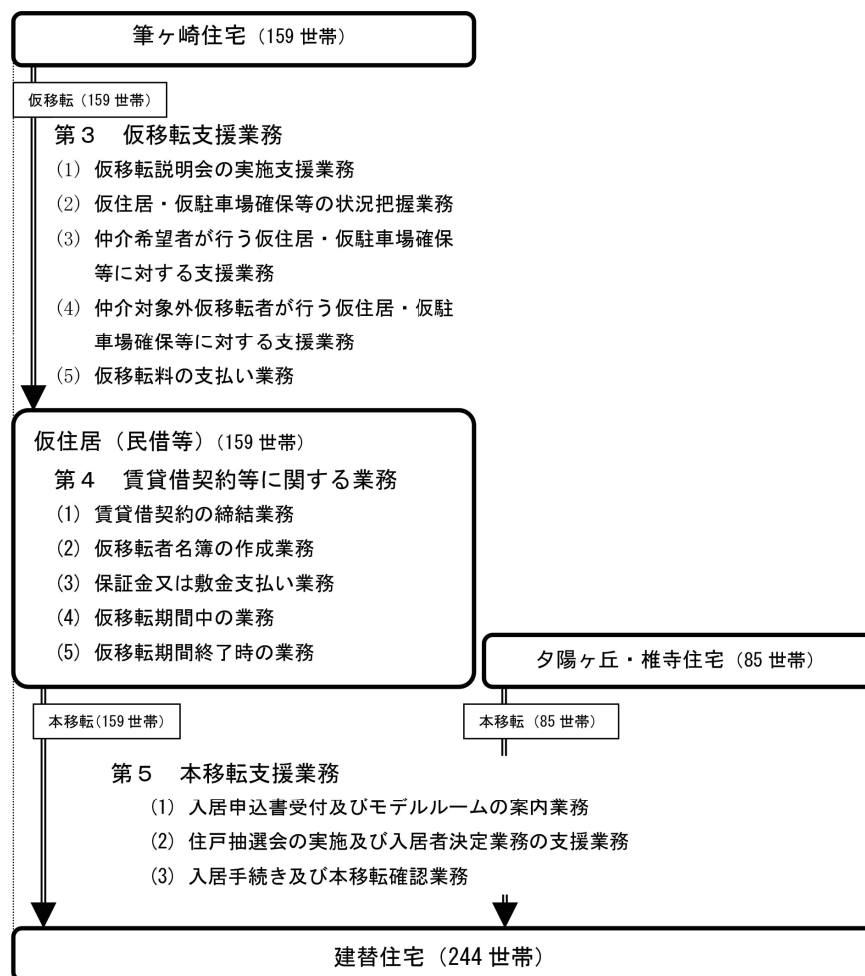 筆ヶ崎住宅（159 世帯）
仮移転（159 世帯）
第３　仮移転支援業務
(1) 仮移転説明会の実施支援業務
(2) 仮住居・仮駐車場確保等の状況把握業務
(3) 仲介希望者が行う仮住居・仮駐車場確保
等に対する支援業務
(4) 仲介対象外仮移転者が行う仮住居・仮駐
車場確保等に対する支援業務
(5) 仮移転料の支払い業務
仮住居（民借等）（159 世帯）
第４　賃貸借契約等に関する業務
(1) 賃貸借契約の締結業務
(2) 仮移転者名簿の作成業務
(3) 保証金又は敷金支払い業務
(4) 仮移転期間中の業務
(5) 仮移転期間終了時の業務
夕陽ヶ丘・椎寺住宅（85 世帯）
本移転（159 世帯）
本移転（85 世帯）
第５　本移転支援業務
(1) 入居申込書受付及びモデルルームの案内業務
(2) 住戸抽選会の実施及び入居者決定業務の支援業務
(3) 入居手続き及び本移転確認業務
建替住宅（244 世帯）